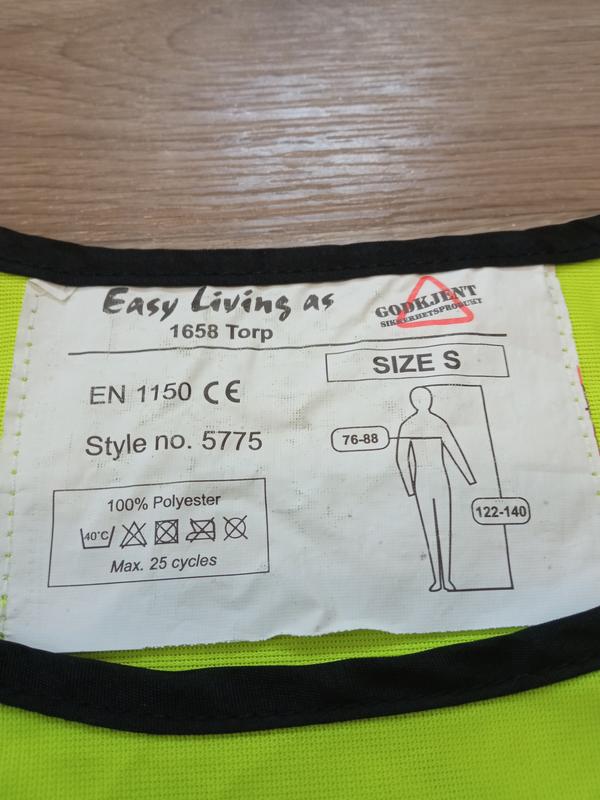 Easy Living as
1658 Torp
GODKJENT
SIKKERHETSPRODUKT
SIZE S
EN 1150 CE
Style no. 5775
76-88
122-140
100% Polyester
40°C
Max. 25 cycles